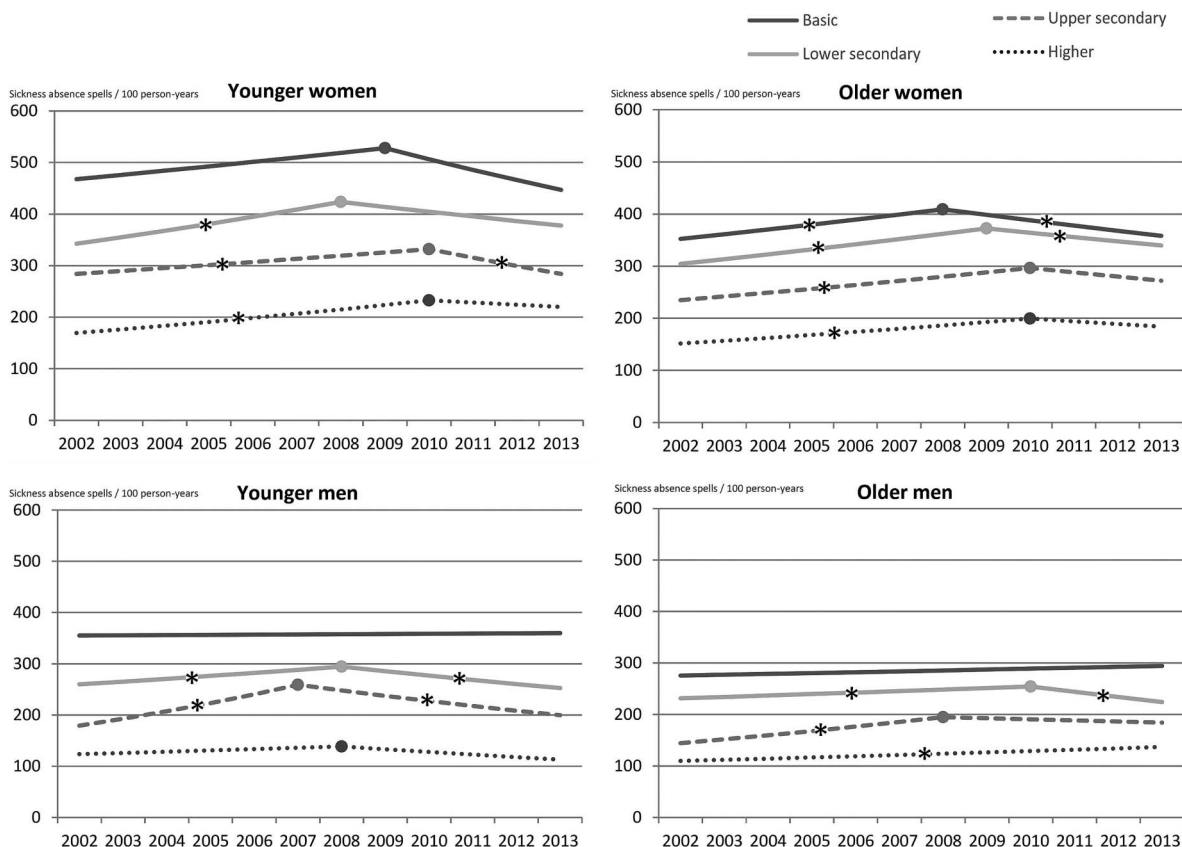 Basic
Upper secondary
Lower secondary
Higher
Sickness absence spells / 100 person-years
Younger women
600
500
400
300
200
100
0
2002 2003 2004 2005 2006 2007 2008 2009 2010 2011 2012 2013
Sickness absence spells / 100 person-years
Older women
600
500
400
300
200
100
0
2002 2003 2004 2005 2006 2007 2008 2009 2010 2011 2012 2013
Sickness absence spells / 100 person-years
Younger men
600
500
400
300
200
100
0
2002 2003 2004 2005 2006 2007 2008 2009 2010 2011 2012 2013
Sickness absence spells / 100 person-years
Older men
600
500
400
300
200
100
0
2002 2003 2004 2005 2006 2007 2008 2009 2010 2011 2012 2013